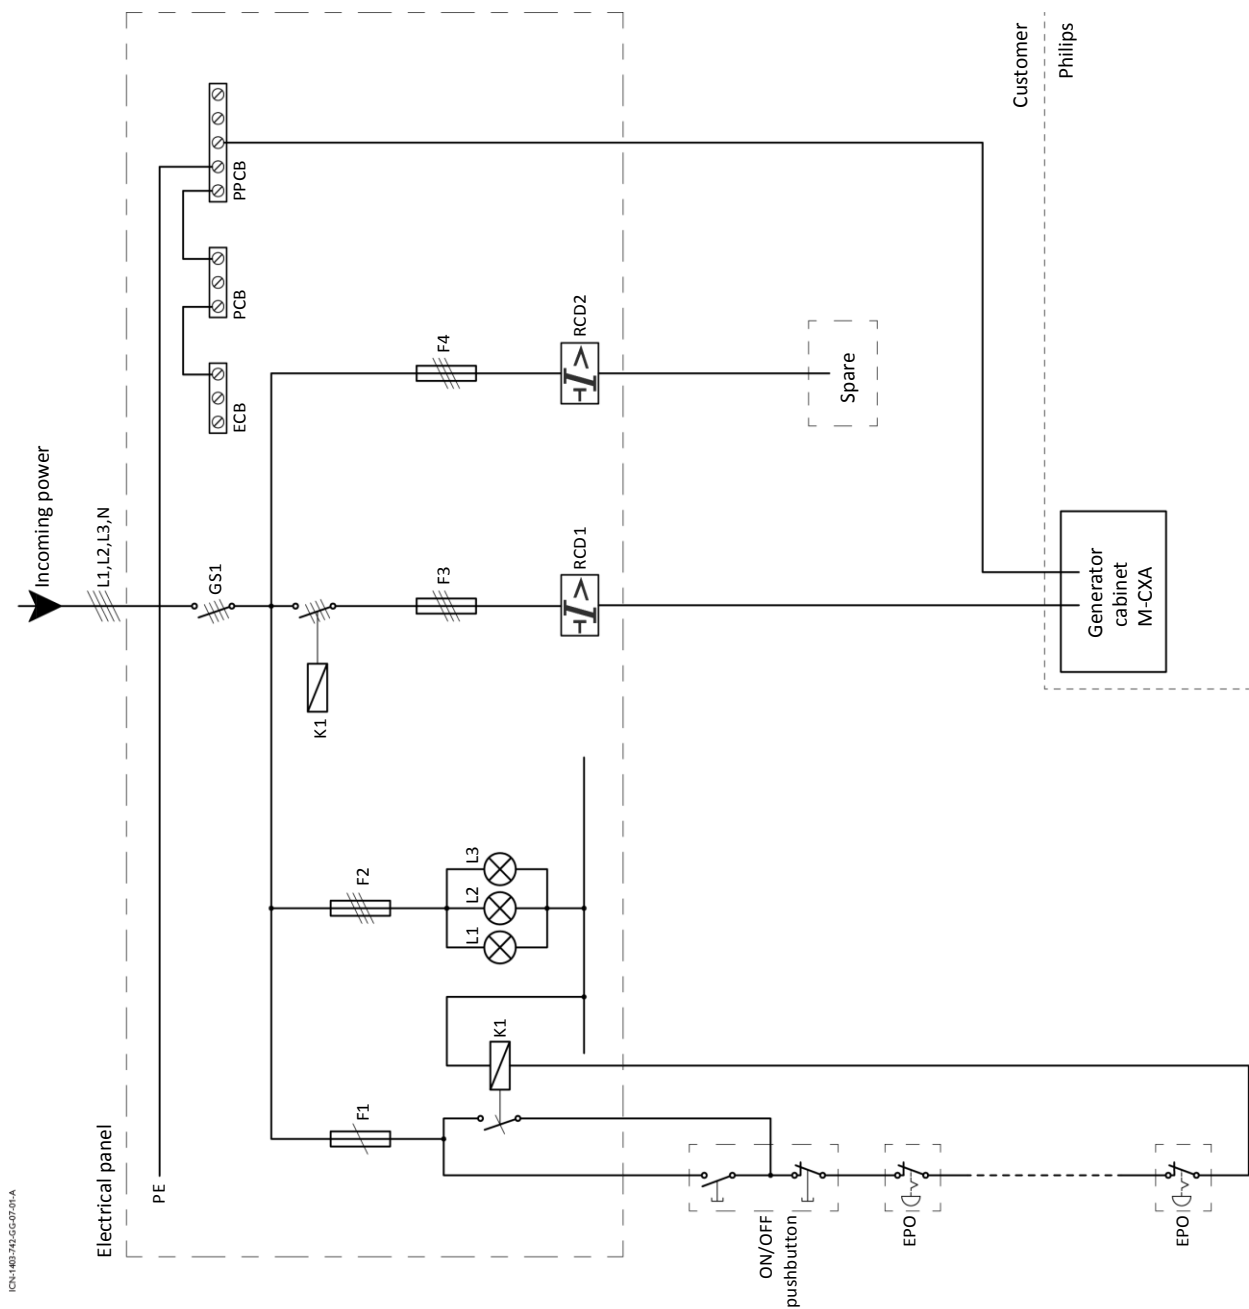 Incoming power
L1,L2,L3,N
Electrical panel
PE
GS1
K1
ECB
PCB
PPCB
F1
F2
F3
F4
K1
L1
L2
L3
RCD1
RCD2
ON/OFF
pushbutton
EPO
EPO
Spare
Generator
cabinet
M-CXA
Customer
Philips
ICN-1403-742-GG-07-01-A